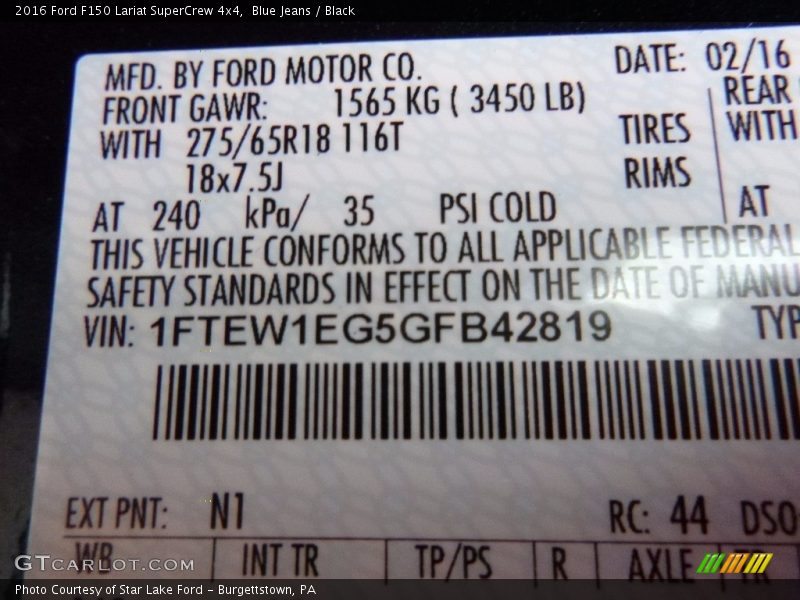 2016 Ford F150 Lariat SuperCrew 4x4, Blue Jeans / Black
MFD. BY FORD MOTOR CO. DATE: 02/16
FRONT GAWR: 1565 KG ( 3450 LB) REAR
WITH 275/65R18 116T TIRES WITH
18x7.5J RIMS
AT 240 kPa/ 35 PSI COLD AT
THIS VEHICLE CONFORMS TO ALL APPLICABLE FEDERAL
SAFETY STANDARDS IN EFFECT ON THE DATE OF MANU
VIN: 1FTEW1EG5GFB42819 TYP
EXT PNT: N1 RC: 44 DSO
WB INT TR TP/PS R AXLE TR
GTCarLot.com
Photo Courtesy of Star Lake Ford - Burgettstown, PA